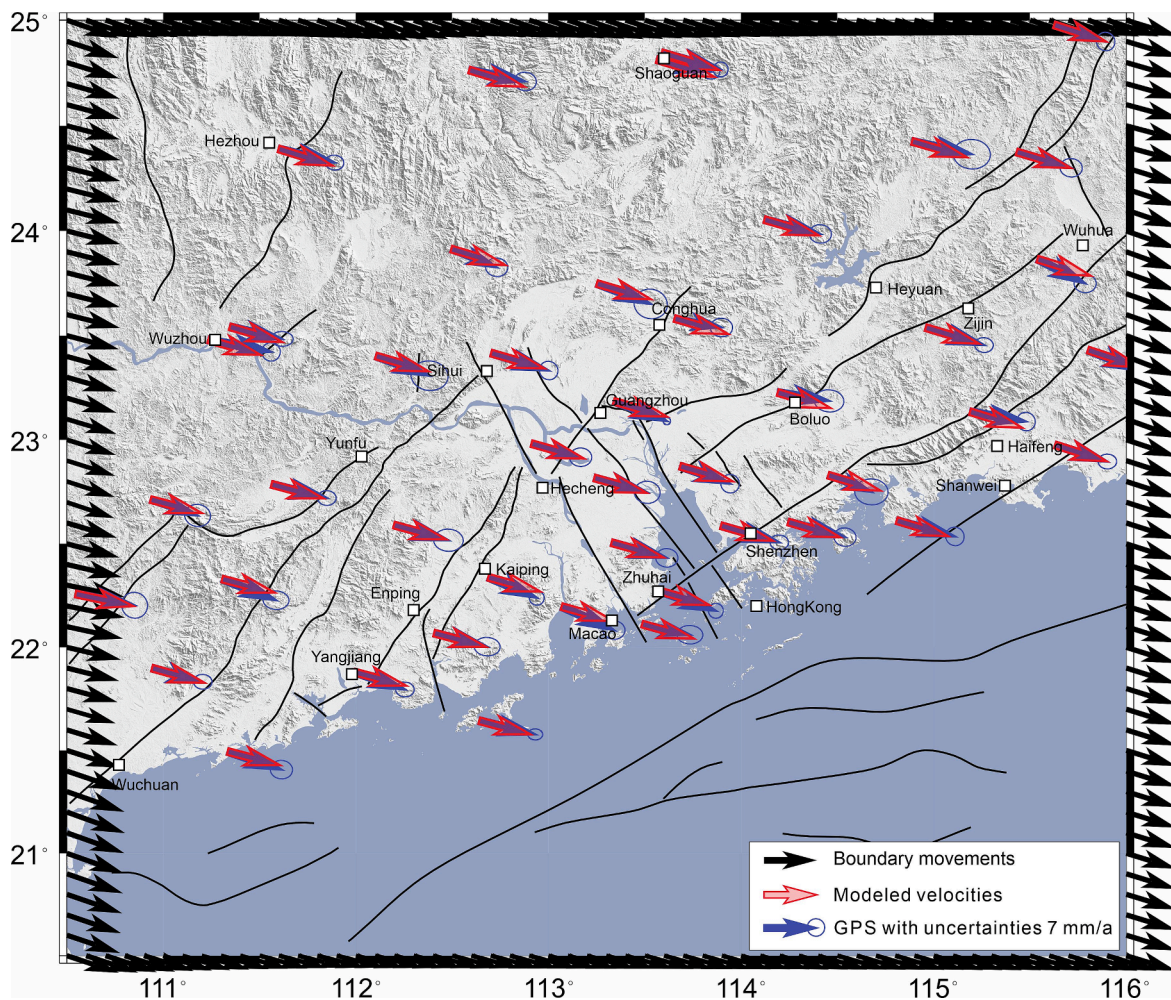 25°
Shaoguan
Hezhou
24°
Wuhua
Heyuan
Conghua
Zijin
Wuzhou
Sihui
Guangzhou
Boluo
23°
Yunfu
Haifeng
Hecheng
Shanwei
Shenzhen
Kaiping
Zhuhai
Enping
HongKong
Macao
22°
Yangjiang
Wuchuan
21°
Boundary movements
Modeled velocities
GPS with uncertainties 7 mm/a
111° 112° 113° 114° 115° 116°